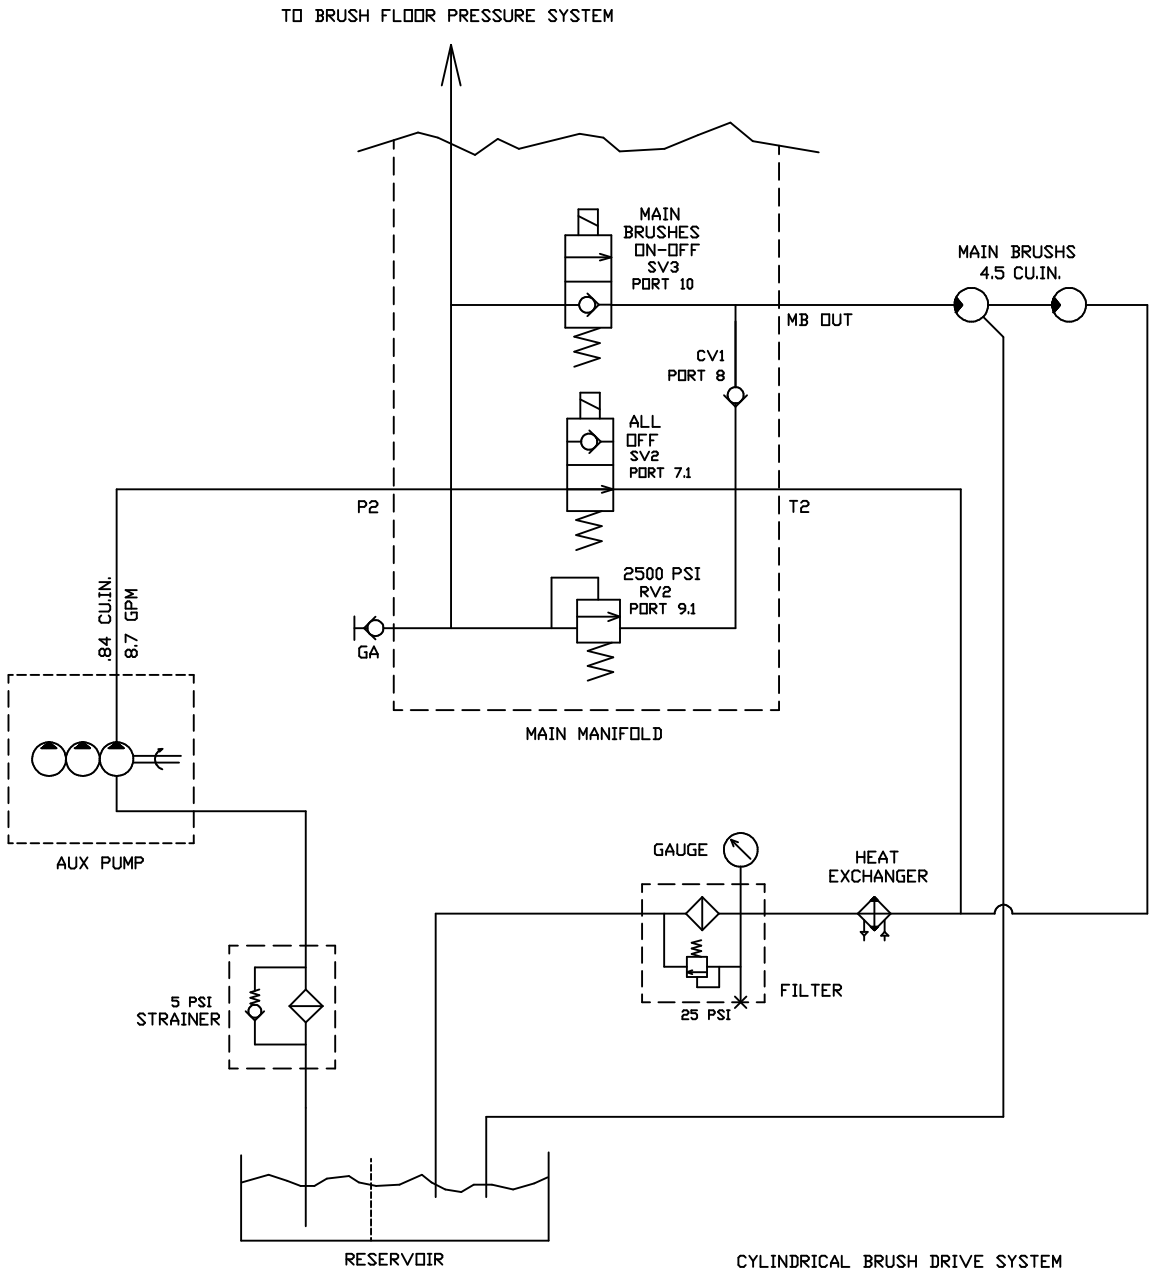 TO BRUSH FLOOR PRESSURE SYSTEM
MAIN
BRUSHES
ON-OFF
SV3
PORT 10
MAIN BRUSHS
4.5 CU.IN.
MB OUT
CV1
PORT 8
ALL
OFF
SV2
PORT 7.1
P2
T2
2500 PSI
RV2
PORT 9.1
.84 CU.IN.
8.7 GPM
GA
MAIN MANIFOLD
AUX PUMP
GAUGE
HEAT
EXCHANGER
FILTER
25 PSI
5 PSI
STRAINER
RESERVOIR
CYLINDRICAL BRUSH DRIVE SYSTEM